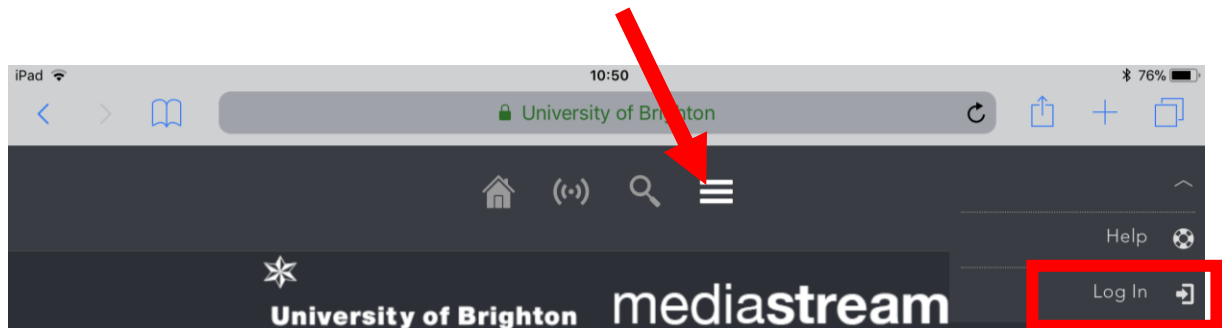 iPad 10:50 76%
University of Brighton
Help
Log In
University of Brighton mediastream